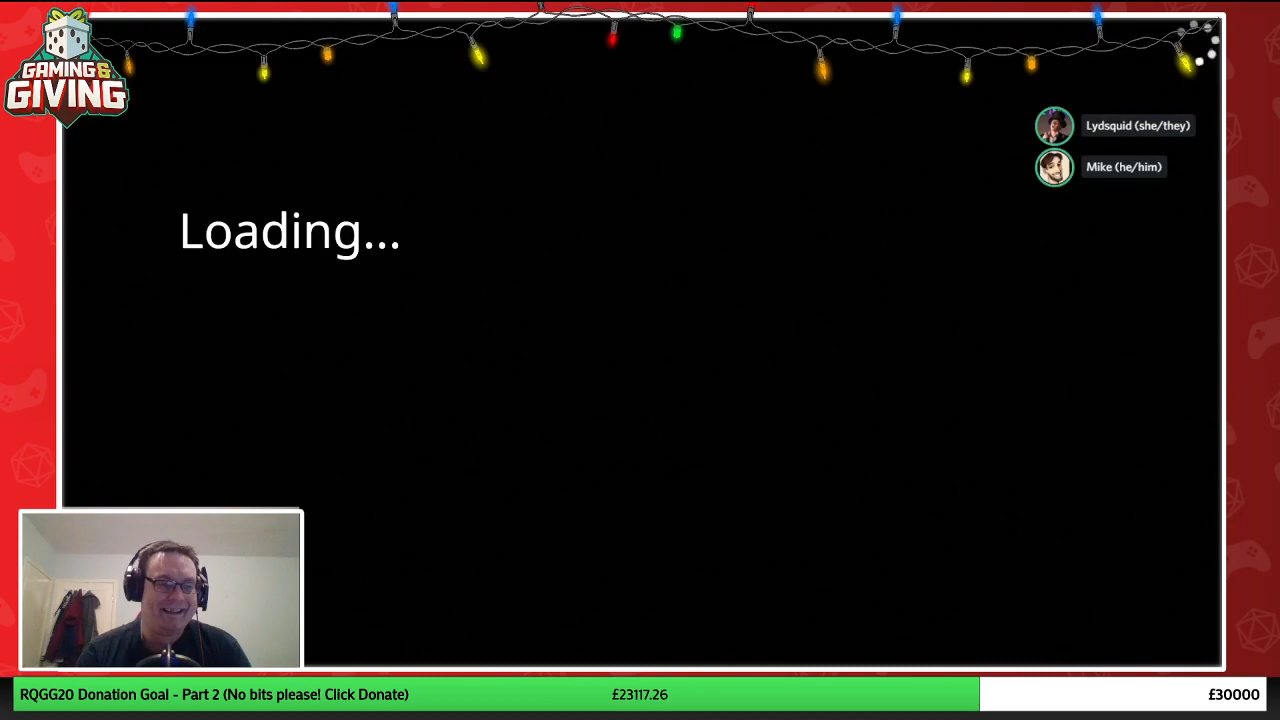 GAMING &
GIVING
Lydsquid (she/they)
Mike (he/him)
Loading...
RQGG20 Donation Goal - Part 2 (No bits please! Click Donate)
£23117.26
£30000